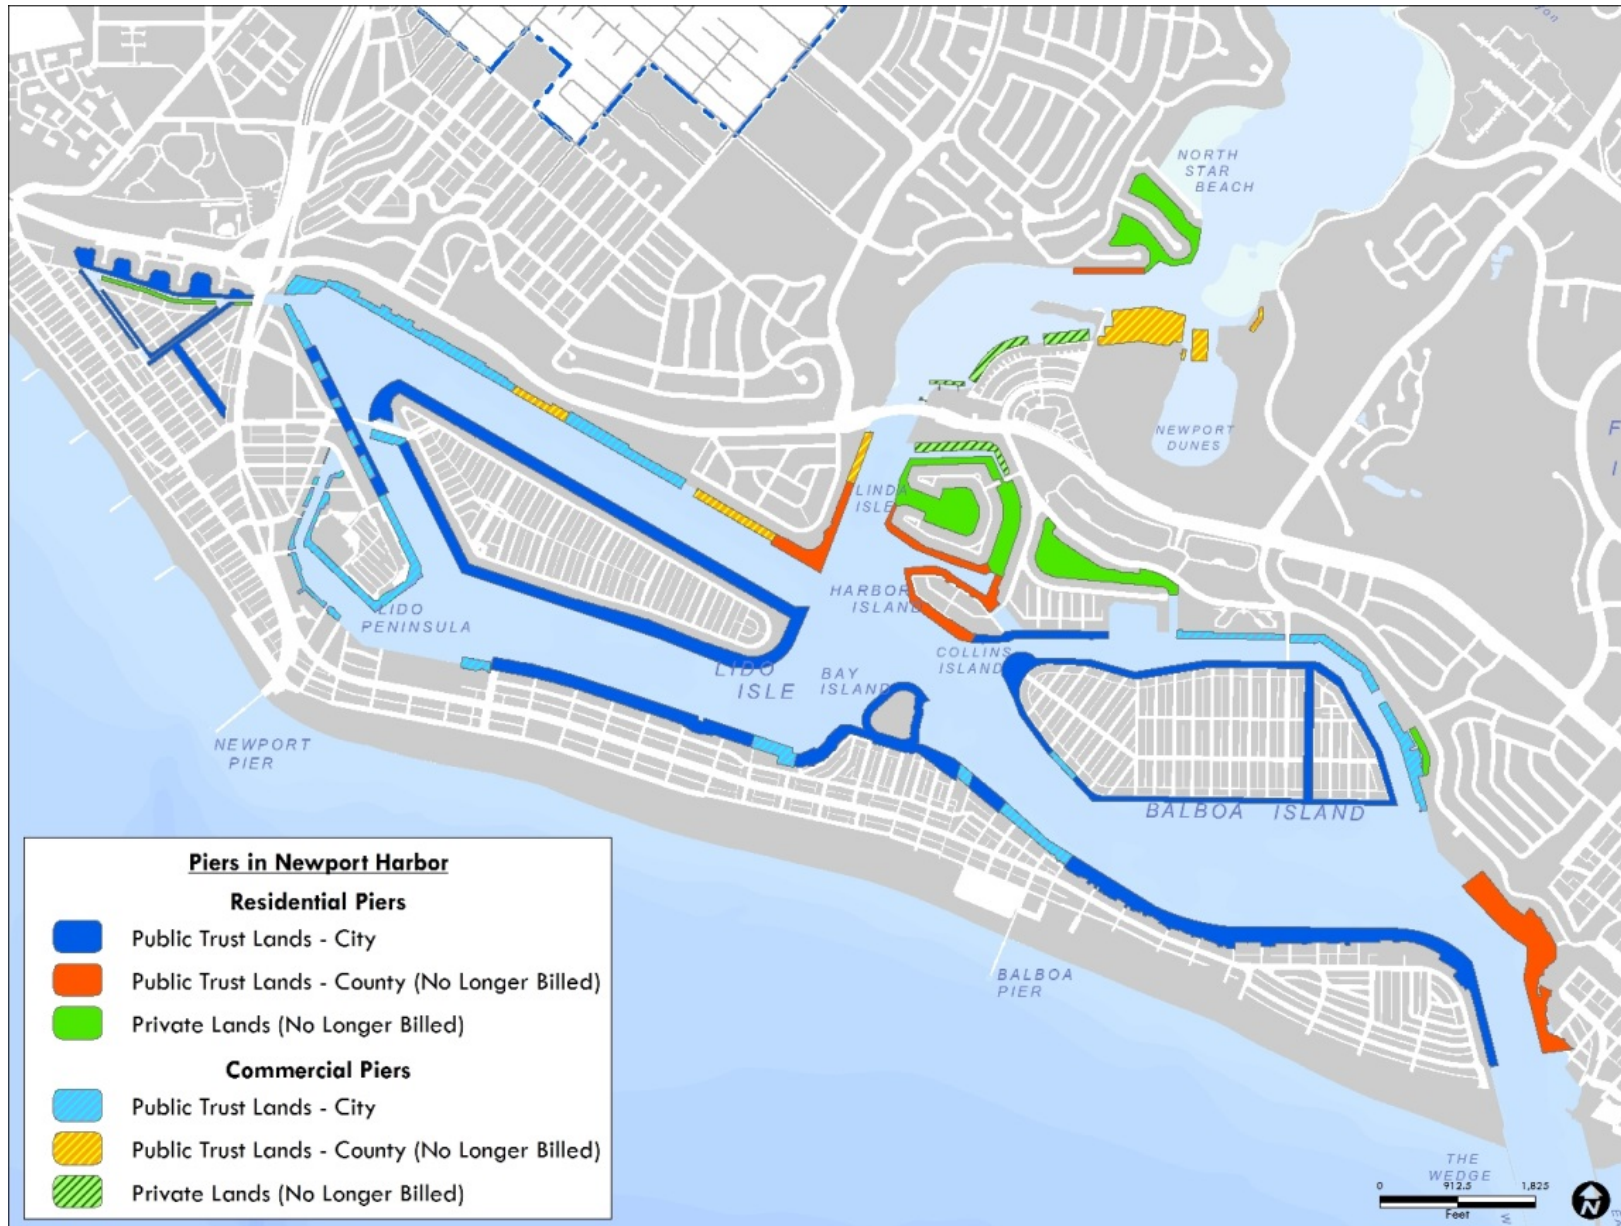 yon
NORTH
STAR
BEACH
NEWPORT
DUNES
F
I
LINDA
ISLE
HARBOR
ISLAND
LIDO
PENINSULA
COLLINS
ISLAND
LIDO
ISLE
BAY
ISLAND
NEWPORT
PIER
BALBOA ISLAND
BALBOA
PIER
THE
WEDGE
Piers in Newport Harbor
Residential Piers
Public Trust Lands - City
Public Trust Lands - County (No Longer Billed)
Private Lands (No Longer Billed)
Commercial Piers
Public Trust Lands - City
Public Trust Lands - County (No Longer Billed)
Private Lands (No Longer Billed)
0 912.5 1,825
Feet
N